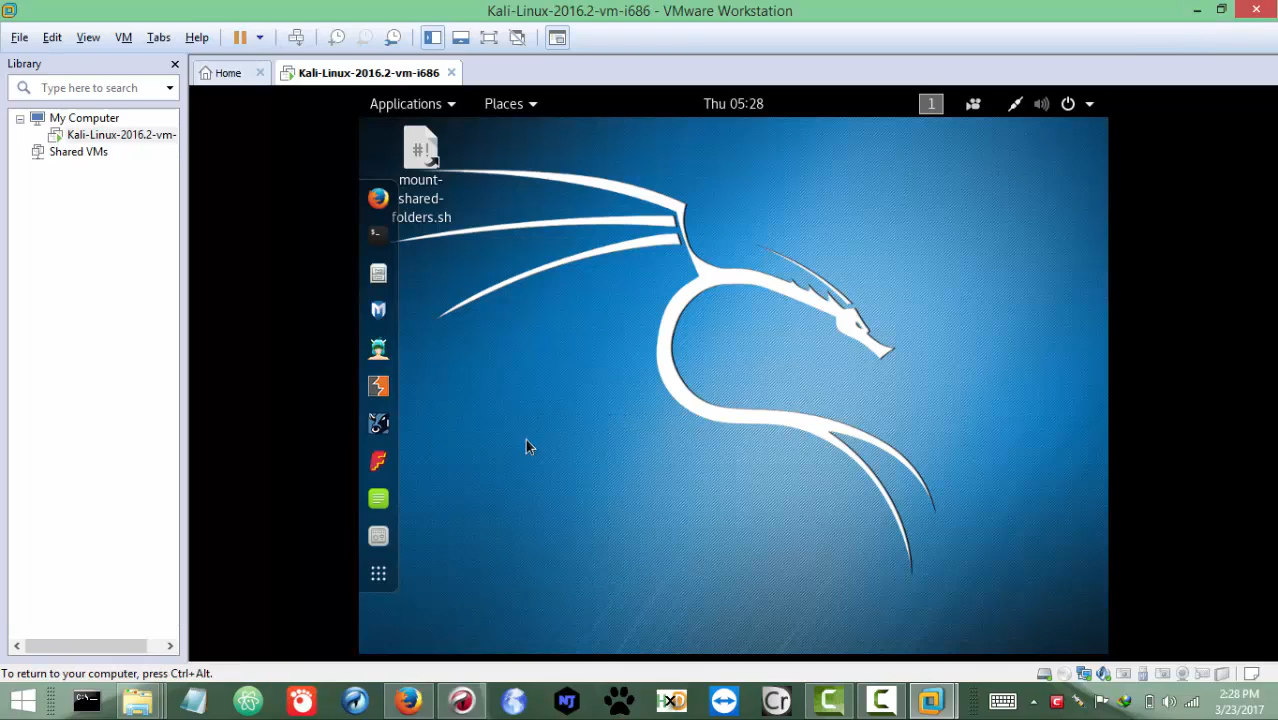 Kali-Linux-2016.2-vm-i686 - VMware Workstation
File Edit View VM Tabs Help
Library
Type here to search
My Computer
Kali-Linux-2016.2-vm-
Shared VMs
Home
Kali-Linux-2016.2-vm-i686
Applications Places Thu 05:28 1
#!
mount-
shared-
folders.sh
To return to your computer, press Ctrl+Alt.
2:28 PM
3/23/2017